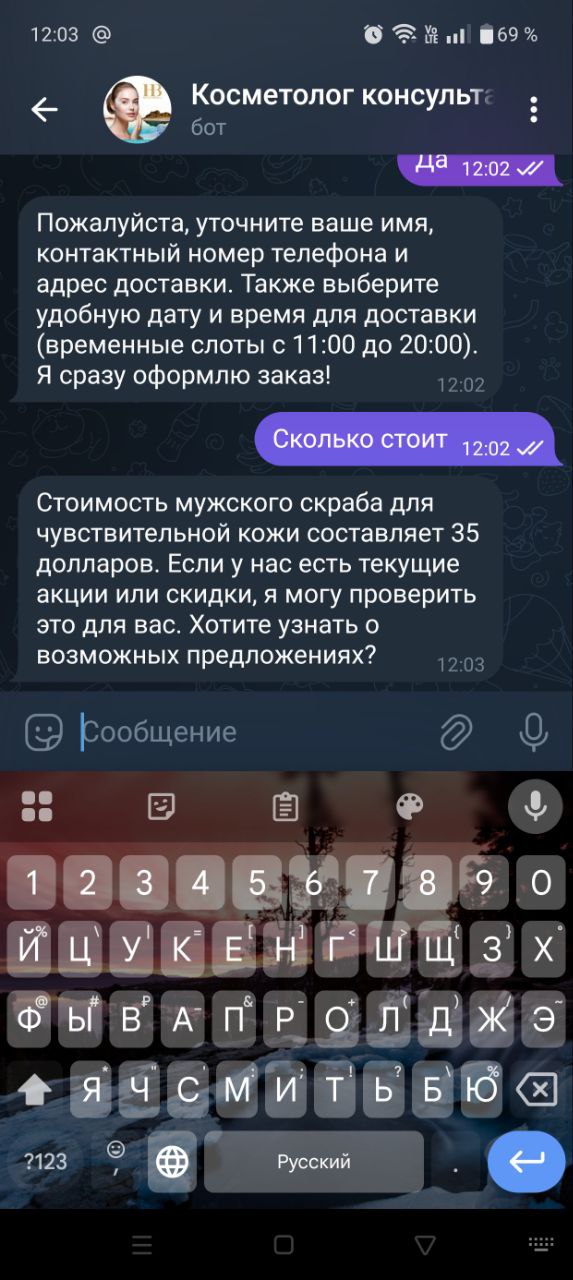 12:03 @ Vo LTE 69 %
HB
Косметолог консульта
бот
Да 12:02
Пожалуйста, уточните ваше имя,
контактный номер телефона и
адрес доставки. Также выберите
удобную дату и время для доставки
(временные слоты с 11:00 до 20:00).
Я сразу оформлю заказ!
12:02
Сколько стоит 12:02
Стоимость мужского скраба для
чувствительной кожи составляет 35
долларов. Если у нас есть текущие
акции или скидки, я могу проверить
это для вас. Хотите узнать о
возможных предложениях?
12:03
Сообщение
1 2 3 4 5 6 7 8 9 0
% \ | = [ ] < > { } °
Й Ц У К Е Н Г Ш Щ З Х
@ # ₽ & - + ( ) / ~
Ф Ы В А П Р О Л Д Ж Э
* " ' : ; ! ? \ %
Я Ч С М И Т Ь Б Ю
?123 , Русский .